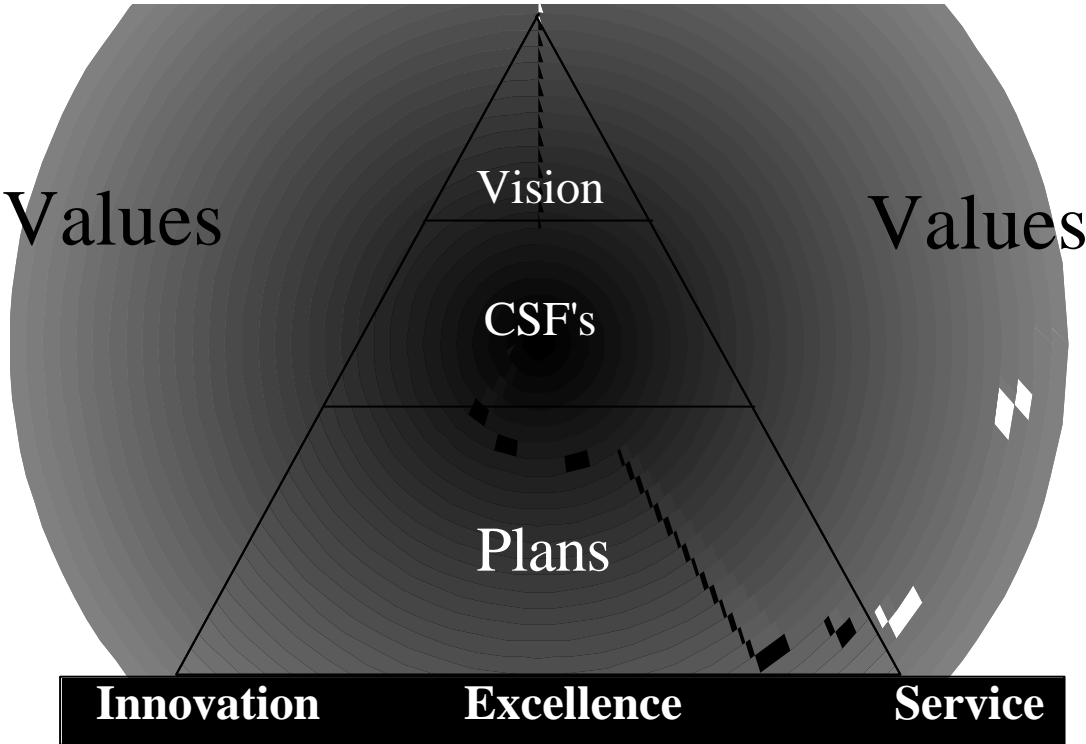 Vision
Values Values
CSF's
Plans
Innovation Excellence Service